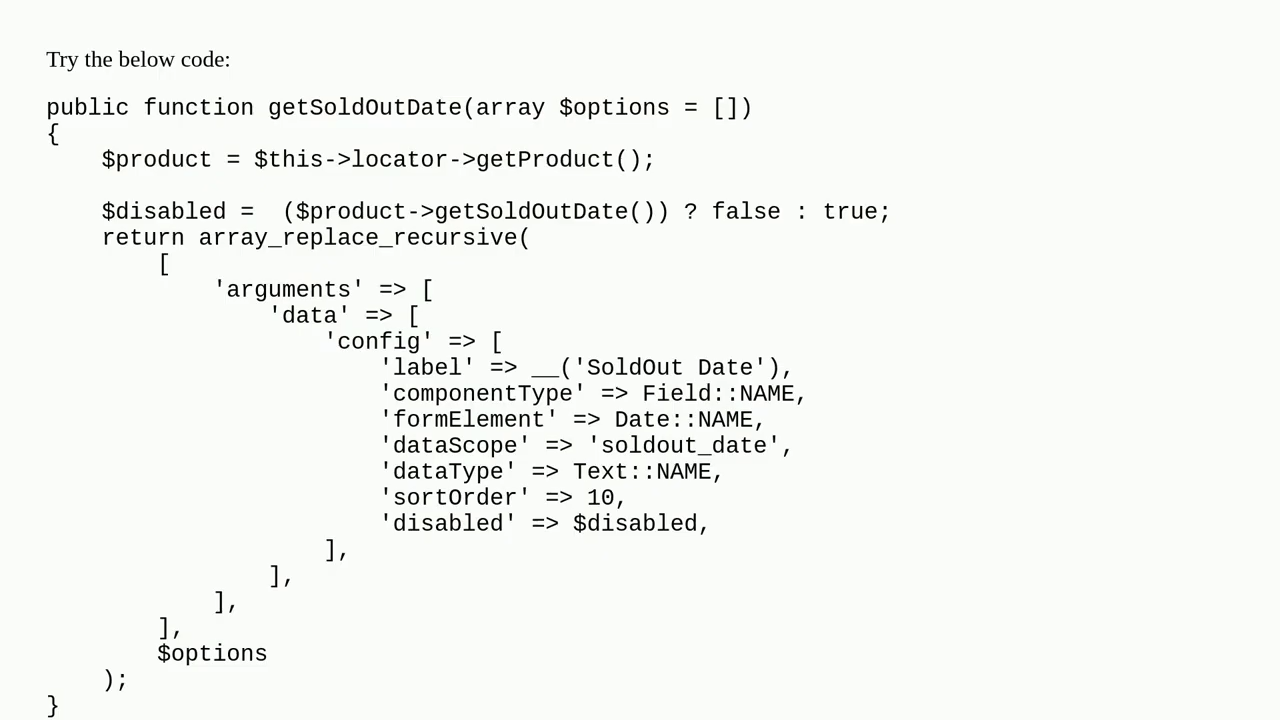 Try the below code:
public function getSoldOutDate(array $options = [])
{
    $product = $this->locator->getProduct();
    $disabled =  ($product->getSoldOutDate()) ? false : true;
    return array_replace_recursive(
        [
            'arguments' => [
                'data' => [
                    'config' => [
                        'label' => __('SoldOut Date'),
                        'componentType' => Field::NAME,
                        'formElement' => Date::NAME,
                        'dataScope' => 'soldout_date',
                        'dataType' => Text::NAME,
                        'sortOrder' => 10,
                        'disabled' => $disabled,
                    ],
                ],
            ],
        ],
        $options
    );
}